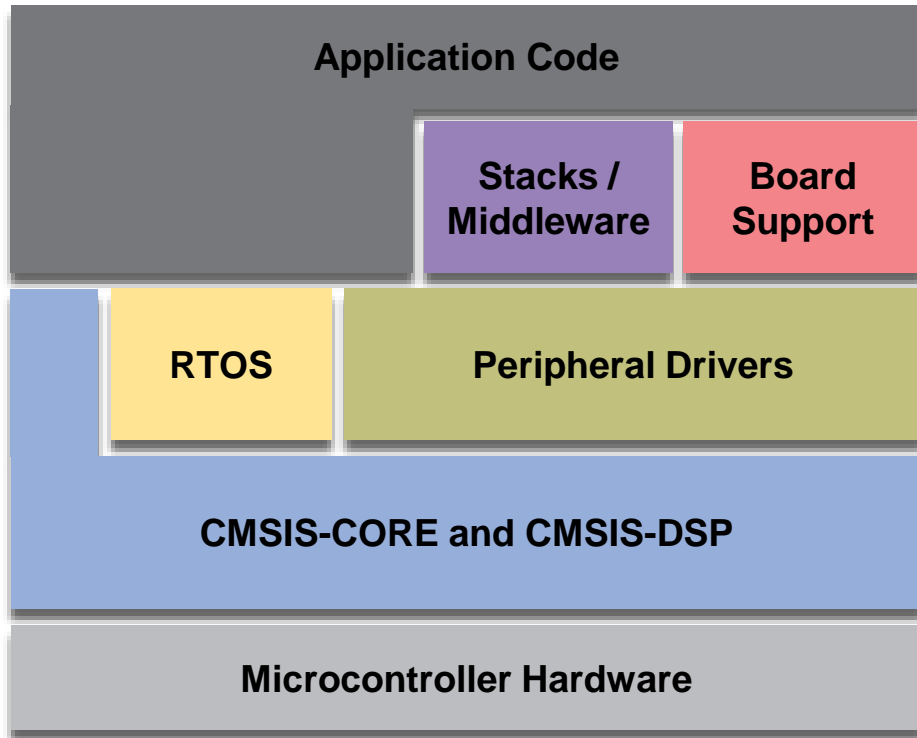 Application Code
Stacks /
Middleware
Board
Support
RTOS
Peripheral Drivers
CMSIS-CORE and CMSIS-DSP
Microcontroller Hardware